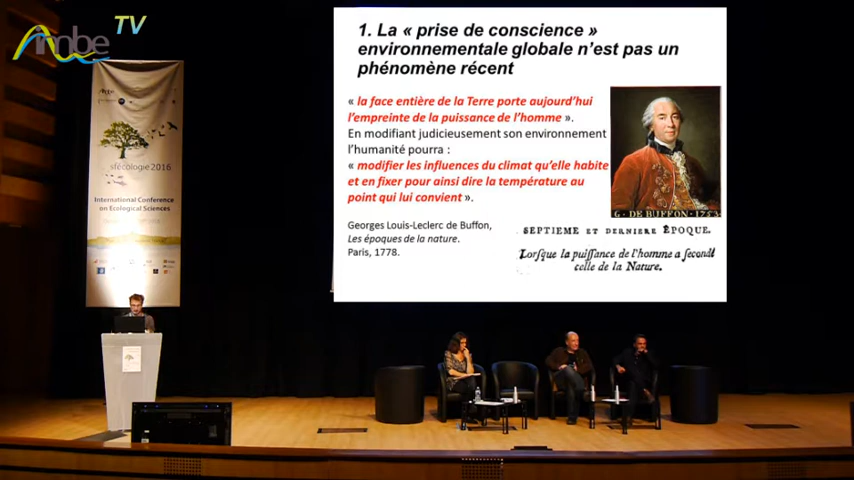 imbe TV
sfécologie2016
International Conference
on Ecological Sciences
1. La « prise de conscience »
environnementale globale n’est pas un
phénomène récent
« la face entière de la Terre porte aujourd’hui
l’empreinte de la puissance de l’homme ».
En modifiant judicieusement son environnement
l’humanité pourra :
« modifier les influences du climat qu’elle habite
et en fixer pour ainsi dire la température au
point qui lui convient ».
Georges Louis-Leclerc de Buffon,
Les époques de la nature.
Paris, 1778.
G · DE BUFFON · 1753
SEPTIEME ET DERNIERE ÉPOQUE.
Lorſque la puiſſance de l'homme a ſecondé
celle de la Nature.